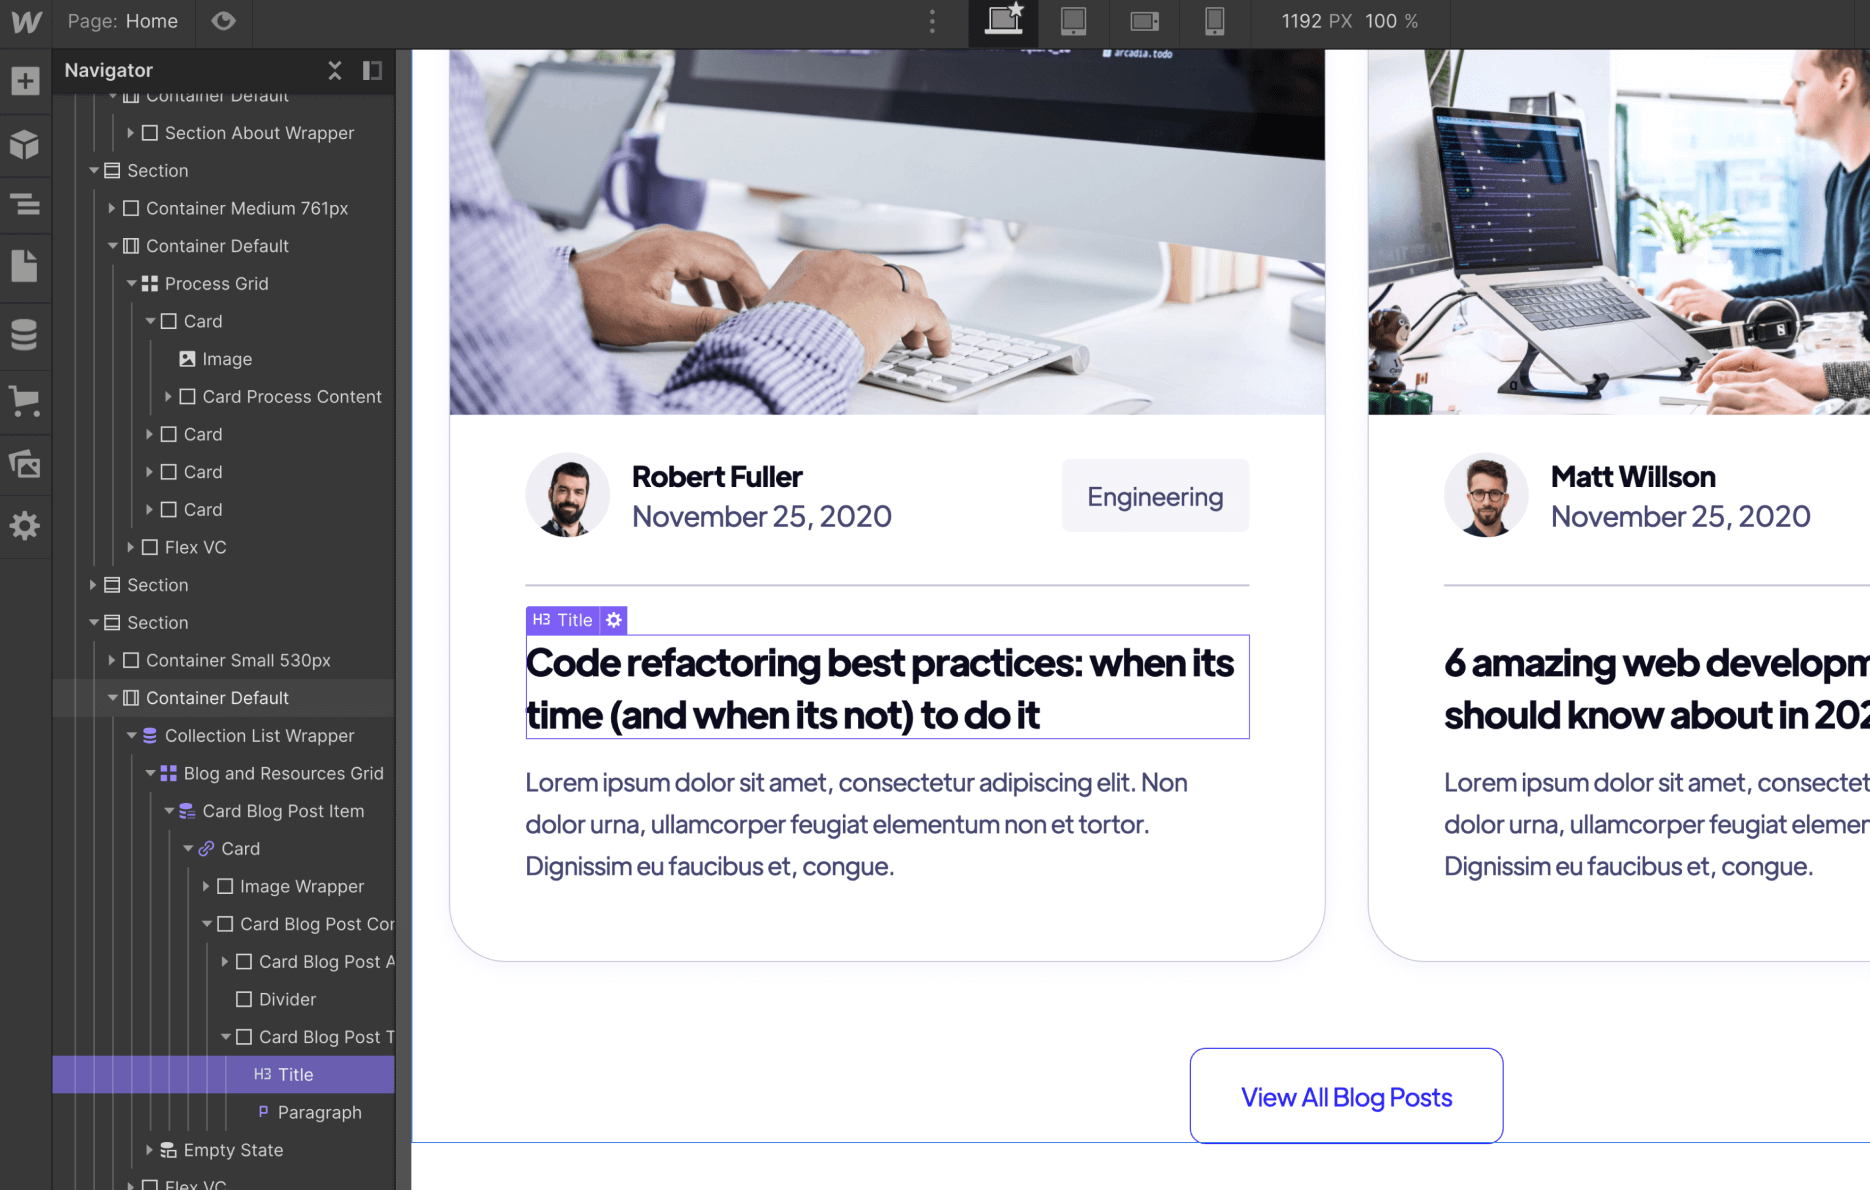 Page: Home
1192 PX 100 %
Navigator
Container Default
Section About Wrapper
Section
Container Medium 761px
Container Default
Process Grid
Card
Image
Card Process Content
Card
Card
Card
Flex VC
Section
Section
Container Small 530px
Container Default
Collection List Wrapper
Blog and Resources Grid
Card Blog Post Item
Card
Image Wrapper
Card Blog Post Con
Card Blog Post A
Divider
Card Blog Post T
H3 Title
P Paragraph
Empty State
Flex VC
arcadia.todo
Robert Fuller
November 25, 2020
Engineering
H3 Title
Code refactoring best practices: when its
time (and when its not) to do it
Lorem ipsum dolor sit amet, consectetur adipiscing elit. Non
dolor urna, ullamcorper feugiat elementum non et tortor.
Dignissim eu faucibus et, congue.
Matt Willson
November 25, 2020
6 amazing web developm
should know about in 202
Lorem ipsum dolor sit amet, consectet
dolor urna, ullamcorper feugiat elemen
Dignissim eu faucibus et, congue.
View All Blog Posts